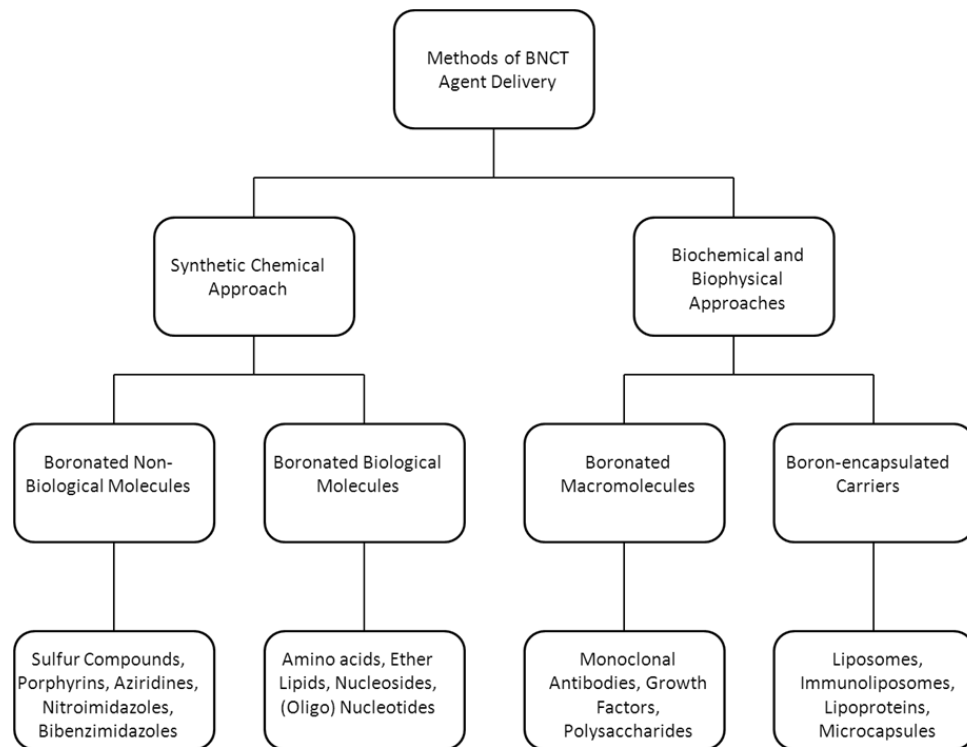 Methods of BNCT
Agent Delivery
Synthetic Chemical
Approach
Biochemical and
Biophysical
Approaches
Boronated Non-
Biological Molecules
Boronated Biological
Molecules
Boronated
Macromolecules
Boron-encapsulated
Carriers
Sulfur Compounds,
Porphyrins, Aziridines,
Nitroimidazoles,
Bibenzimidazoles
Amino acids, Ether
Lipids, Nucleosides,
(Oligo) Nucleotides
Monoclonal
Antibodies, Growth
Factors,
Polysaccharides
Liposomes,
Immunoliposomes,
Lipoproteins,
Microcapsules